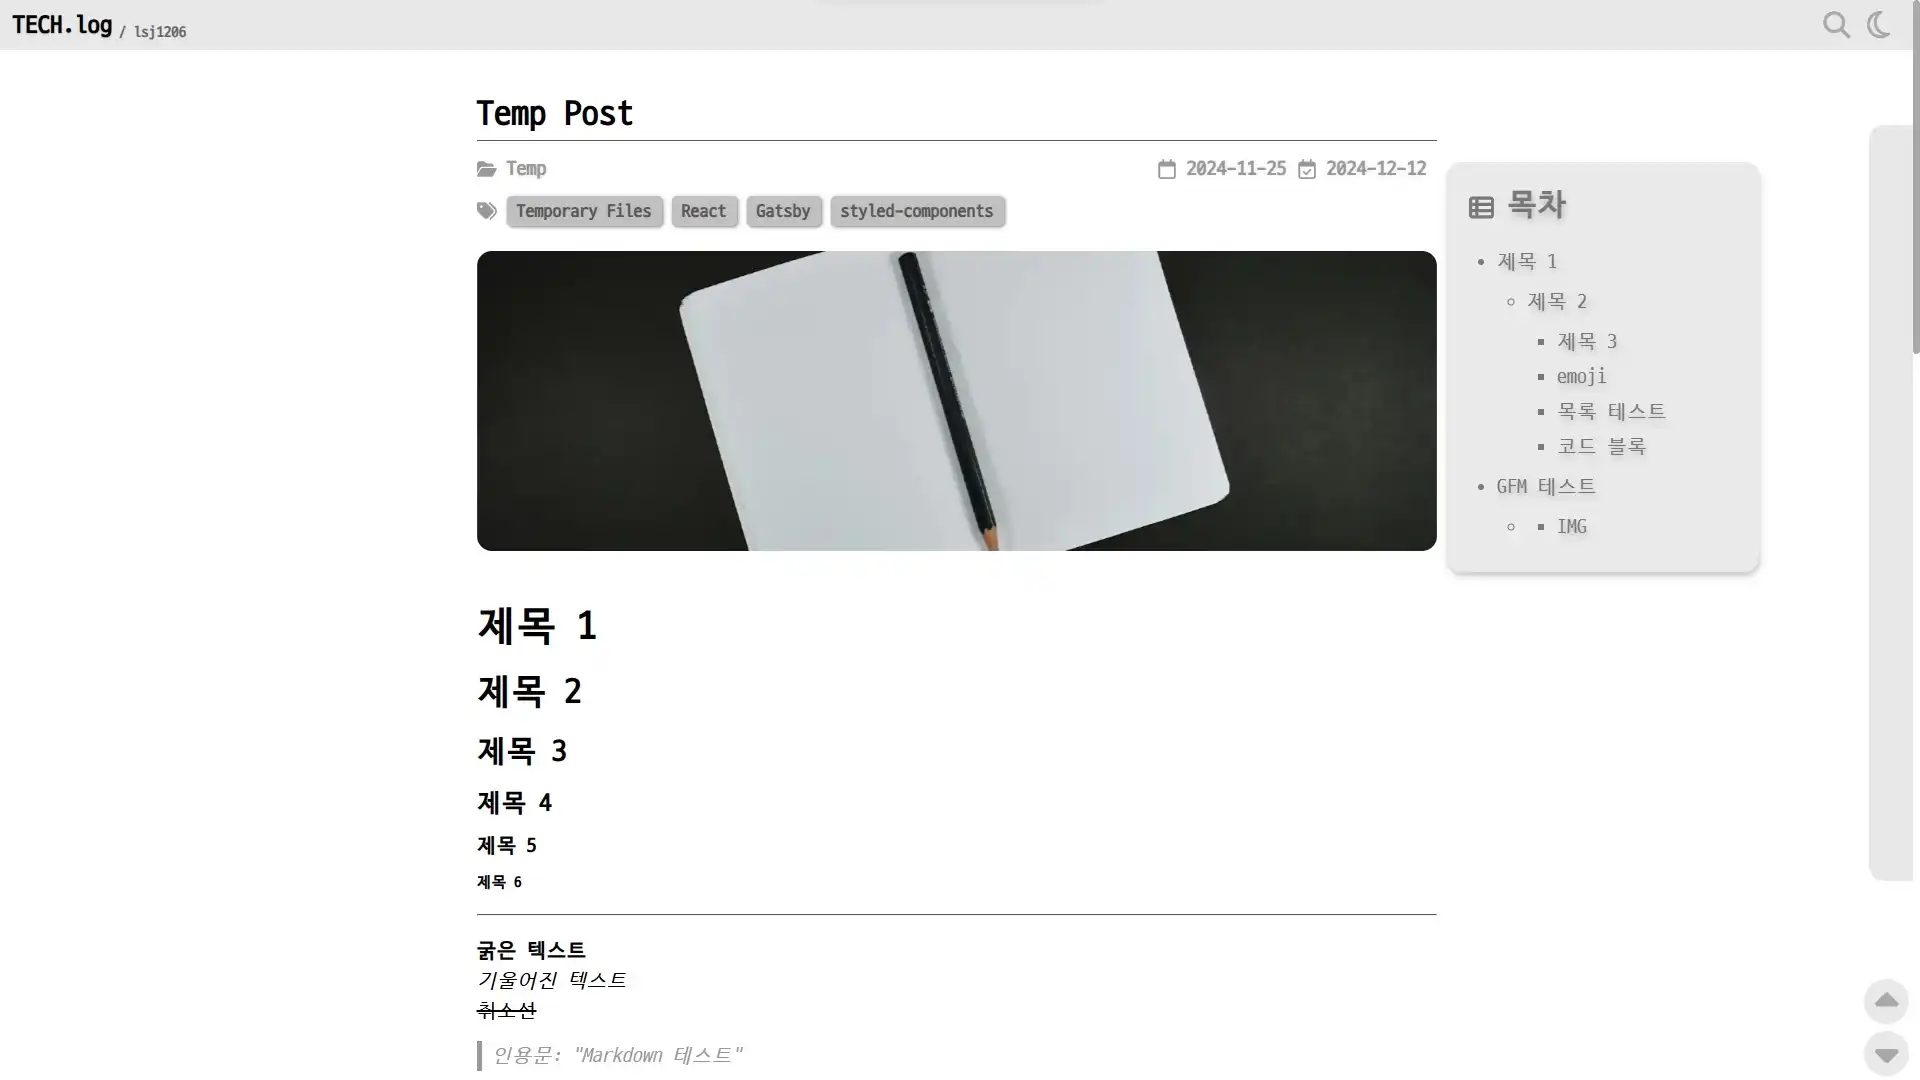 TECH.log / lsj1206
Temp Post
Temp 2024-11-25 2024-12-12
Temporary Files React Gatsby styled-components
목차
제목 1
제목 2
제목 3
emoji
목록 테스트
코드 블록
GFM 테스트
IMG
제목 1
제목 2
제목 3
제목 4
제목 5
제목 6
굵은 텍스트
기울어진 텍스트
취소선
인용문: "Markdown 테스트"